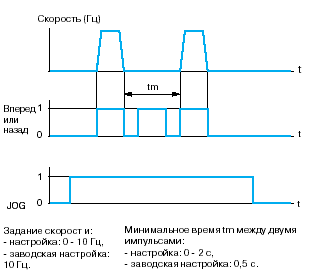 Скорость (Гц)
t
tm
Вперед
или
назад
1
0
t
1
0
JOG
t
Задание скорост и:
- настройка: 0 - 10 Гц,
- заводская настройка:
10 Гц.
Минимальное время tm между двумя
импульсами:
- настройка: 0 - 2 с,
- заводская настройка: 0,5 с.